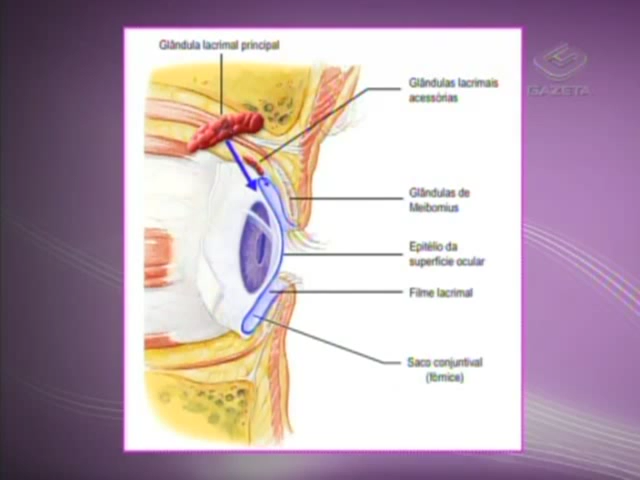 Glândula lacrimal principal
Glândulas lacrimais
acessórias
GAZETA
Glândulas de
Meibomius
Epitélio da
superfície ocular
Filme lacrimal
Saco conjuntival
(fórnice)